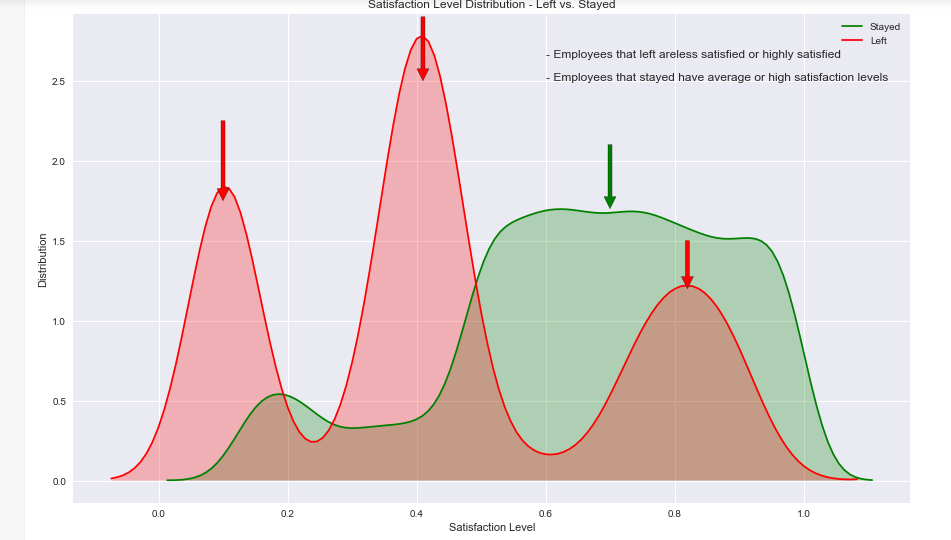 Satisfaction Level Distribution - Left vs. Stayed
Stayed
Left
- Employees that left areless satisfied or highly satisfied
- Employees that stayed have average or high satisfaction levels
2.5
2.0
1.5
1.0
0.5
0.0
Distribution
0.0 0.2 0.4 0.6 0.8 1.0
Satisfaction Level